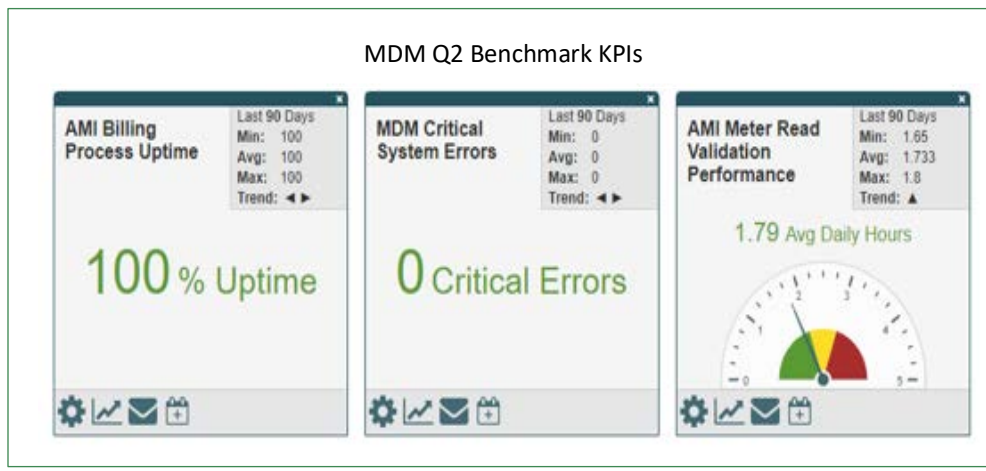 MDM Q2 Benchmark KPIs
AMI Billing
Process Uptime
Last 90 Days
Min: 100
Avg: 100
Max: 100
Trend: ◄ ►
100 % Uptime
MDM Critical
System Errors
Last 90 Days
Min: 0
Avg: 0
Max: 0
Trend: ◄ ►
0 Critical Errors
AMI Meter Read
Validation
Performance
Last 90 Days
Min: 1.65
Avg: 1.733
Max: 1.8
Trend: ▲
1.79 Avg Daily Hours
0
1
2
3
4
5